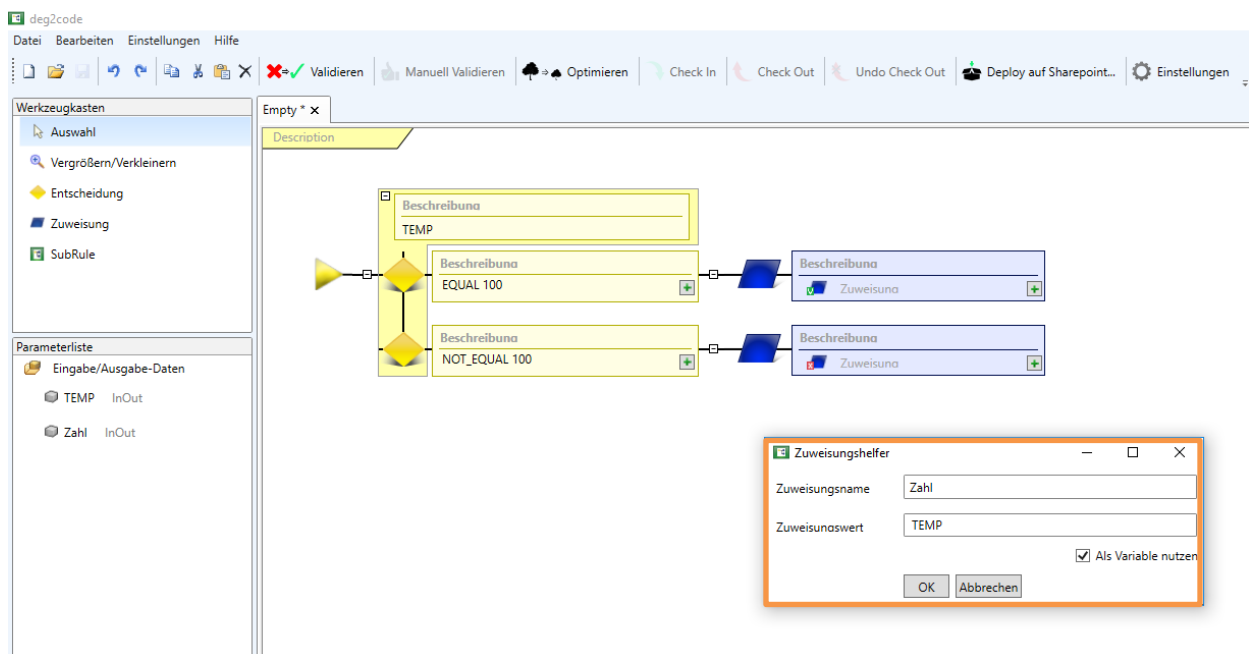 deg2code
Datei Bearbeiten Einstellungen Hilfe
Validieren Manuell Validieren Optimieren Check In Check Out Undo Check Out Deploy auf Sharepoint... Einstellungen
Werkzeugkasten
Auswahl
Vergrößern/Verkleinern
Entscheidung
Zuweisung
SubRule
Parameterliste
Eingabe/Ausgabe-Daten
TEMP InOut
Zahl InOut
Empty *
Description
Beschreibung
TEMP
Beschreibung
EQUAL 100
Beschreibung
Zuweisung
Beschreibung
NOT_EQUAL 100
Beschreibung
Zuweisung
Zuweisungshelfer
Zuweisungsname Zahl
Zuweisungswert TEMP
Als Variable nutzen
OK Abbrechen